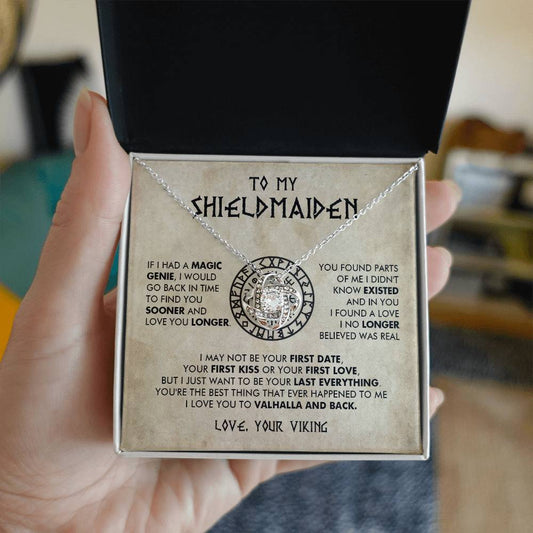 TO MY
SHIELDMAIDEN
IF I HAD A MAGIC
GENIE, I WOULD
GO BACK IN TIME
TO FIND YOU
SOONER AND
LOVE YOU LONGER.
YOU FOUND PARTS
OF ME I DIDN'T
KNOW EXISTED
AND IN YOU
I FOUND A LOVE
I NO LONGER
BELIEVED WAS REAL
I MAY NOT BE YOUR FIRST DATE,
YOUR FIRST KISS OR YOUR FIRST LOVE,
BUT I JUST WANT TO BE YOUR LAST EVERYTHING.
YOU'RE THE BEST THING THAT EVER HAPPENED TO ME
I LOVE YOU TO VALHALLA AND BACK.
LOVE, YOUR VIKING